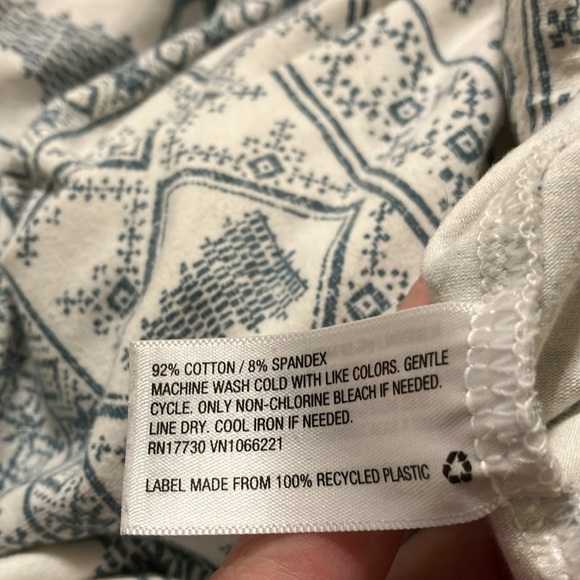 92% COTTON / 8% SPANDEX
MACHINE WASH COLD WITH LIKE COLORS. GENTLE
CYCLE. ONLY NON-CHLORINE BLEACH IF NEEDED.
LINE DRY. COOL IRON IF NEEDED.
RN17730 VN1066221
LABEL MADE FROM 100% RECYCLED PLASTIC